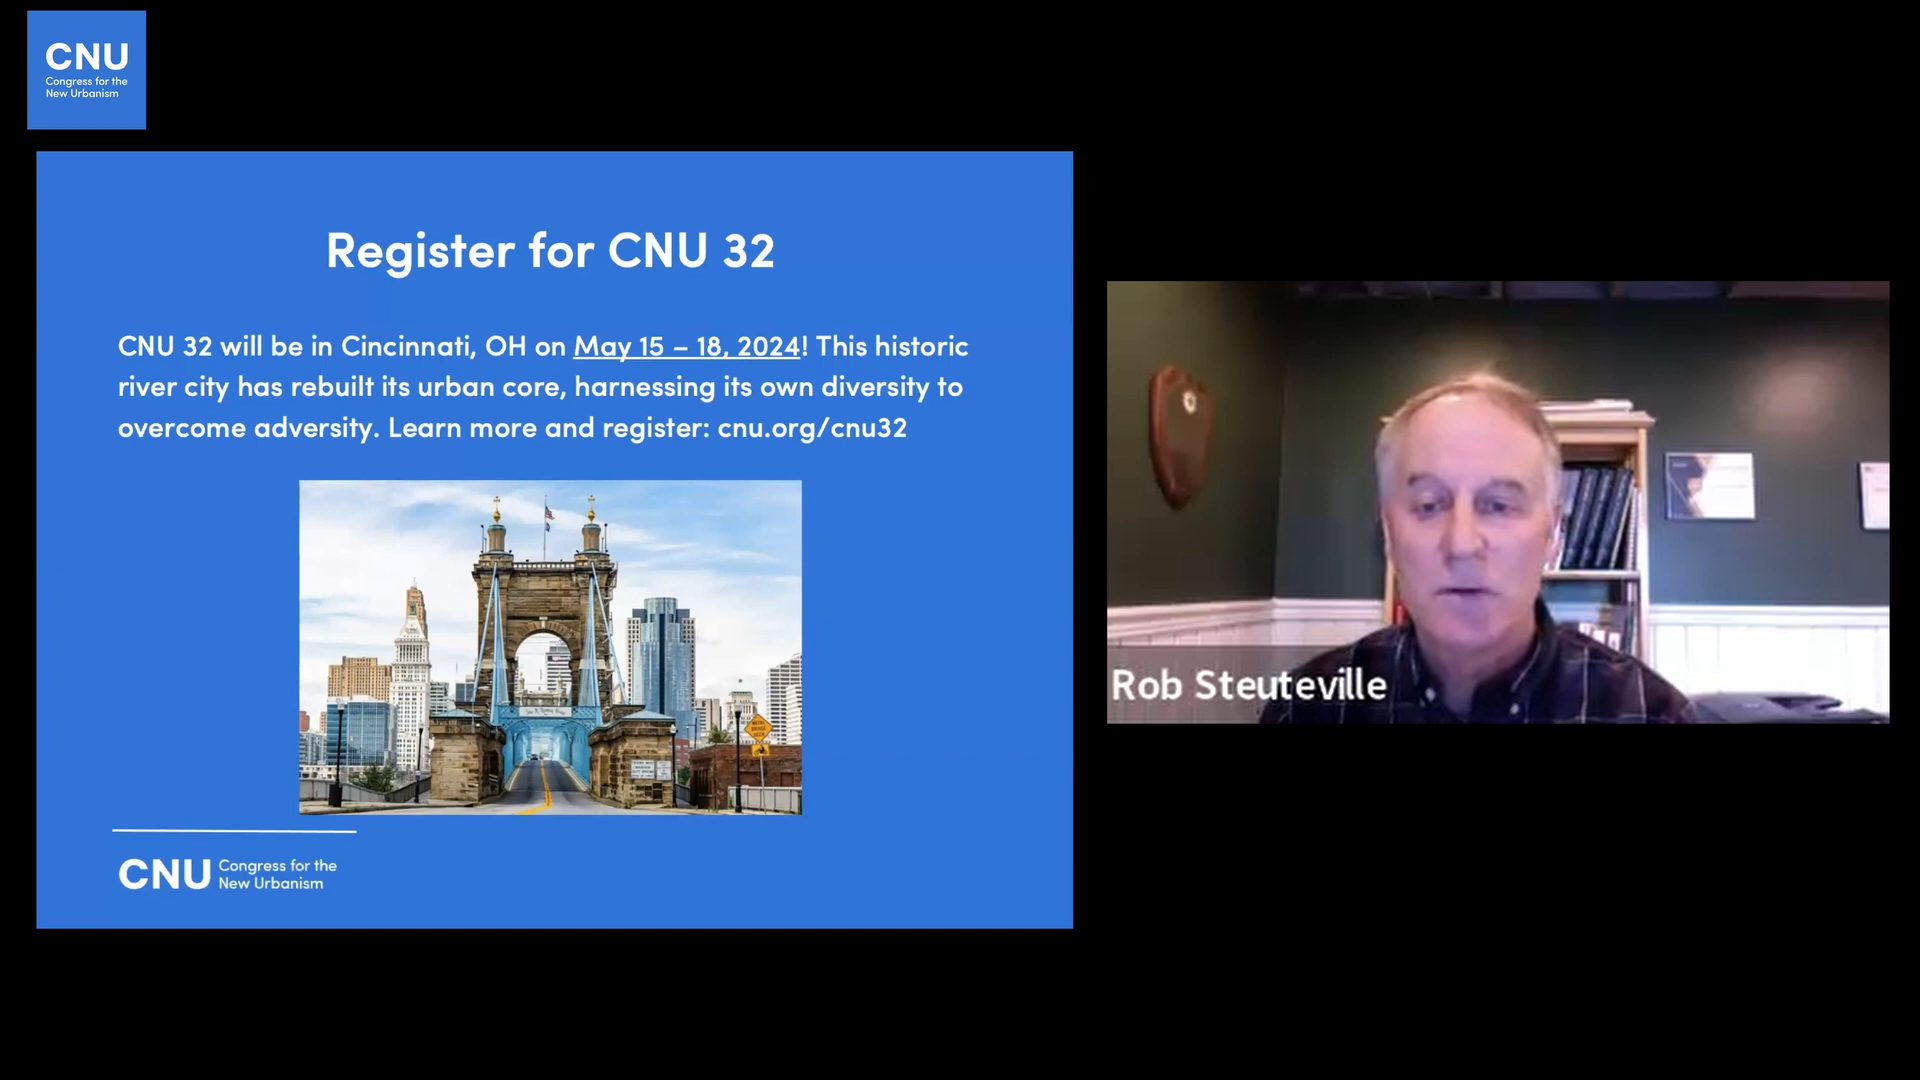 CNU
Congress for the
New Urbanism
Register for CNU 32
CNU 32 will be in Cincinnati, OH on May 15 – 18, 2024! This historic
river city has rebuilt its urban core, harnessing its own diversity to
overcome adversity. Learn more and register: cnu.org/cnu32
CNU Congress for the
New Urbanism
Rob Steuteville